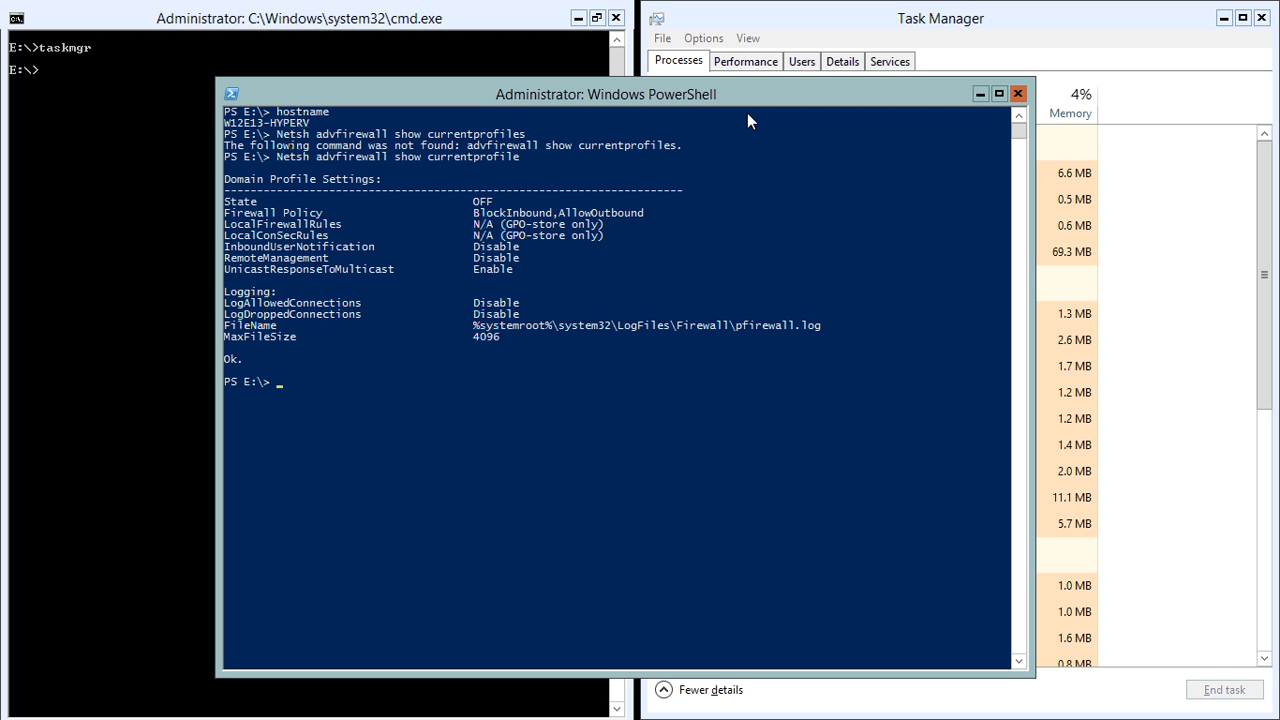 Administrator: C:\Windows\system32\cmd.exe
E:\>taskmgr
E:\>
Task Manager
File Options View
Processes Performance Users Details Services
4%
Memory
6.6 MB
0.5 MB
0.6 MB
69.3 MB
1.3 MB
2.6 MB
1.7 MB
1.2 MB
1.2 MB
1.4 MB
2.0 MB
11.1 MB
5.7 MB
1.0 MB
1.0 MB
1.6 MB
0.8 MB
Fewer details
End task
Administrator: Windows PowerShell
PS E:\> hostname
W12E13-HYPERV
PS E:\> Netsh advfirewall show currentprofiles
The following command was not found: advfirewall show currentprofiles.
PS E:\> Netsh advfirewall show currentprofile
Domain Profile Settings:
----------------------------------------------------------------------
State OFF
Firewall Policy BlockInbound,AllowOutbound
LocalFirewallRules N/A (GPO-store only)
LocalConSecRules N/A (GPO-store only)
InboundUserNotification Disable
RemoteManagement Disable
UnicastResponseToMulticast Enable
Logging:
LogAllowedConnections Disable
LogDroppedConnections Disable
FileName %systemroot%\system32\LogFiles\Firewall\pfirewall.log
MaxFileSize 4096
Ok.
PS E:\> _